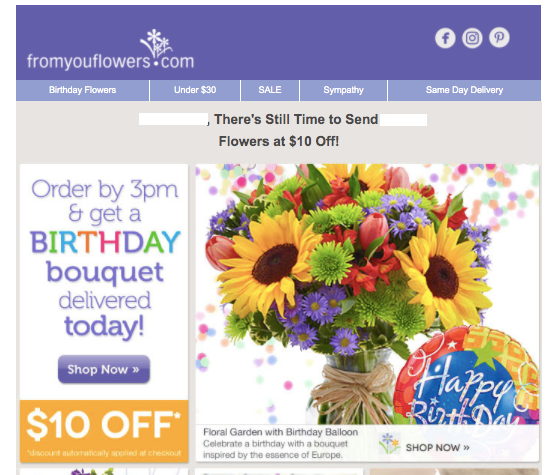 fromyouflowers.com
Birthday Flowers
Under $30
SALE
Sympathy
Same Day Delivery
, There's Still Time to Send
Flowers at $10 Off!
Order by 3pm
& get a
BIRTHDAY
bouquet
delivered
today!
Shop Now »
$10 OFF*
*discount automatically applied at checkout
Happy
Birthday
Floral Garden with Birthday Balloon
Celebrate a birthday with a bouquet
inspired by the essence of Europe.
SHOP NOW »